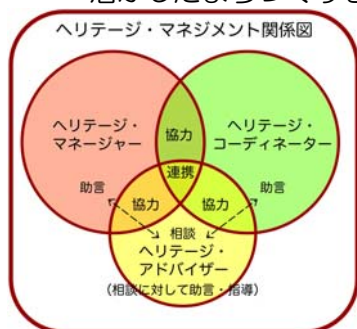 ヘリテージ・マネジメント関係図
ヘリテージ・
マネージャー
協力
ヘリテージ・
コーディネーター
連携
助言
助言
協力
協力
相談
ヘリテージ・
アドバイザー
(相談に対して助言・指導)